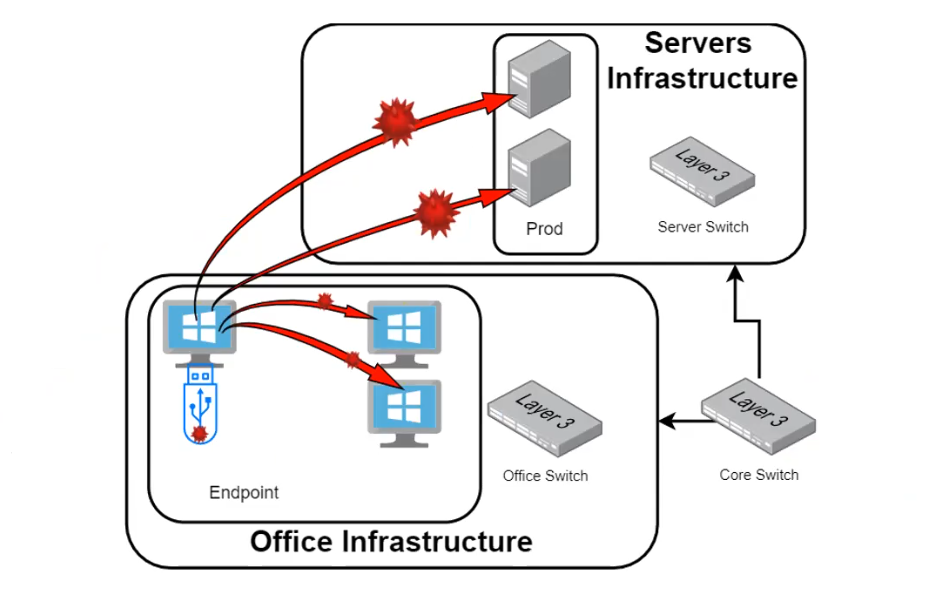 Servers
Infrastructure
Layer 3
Prod
Server Switch
Layer 3
Layer 3
Office Switch
Core Switch
Endpoint
Office Infrastructure